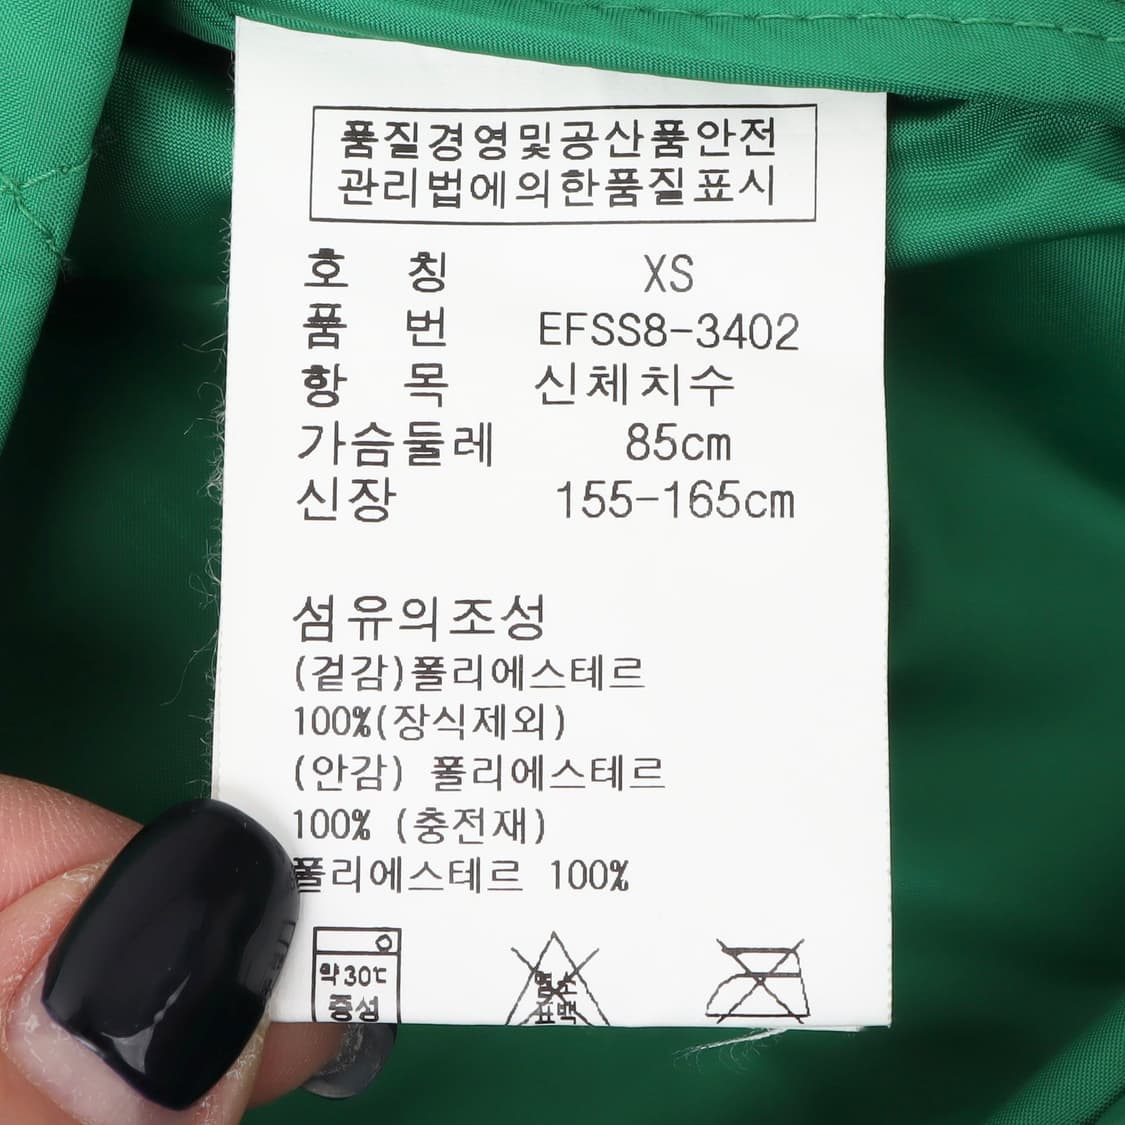 품질경영및공산품안전
관리법에의한품질표시
호 칭 XS
품 번 EFSS8-3402
항 목 신체치수
가슴둘레 85cm
신장 155-165cm
섬유의조성
(겉감)폴리에스테르
100%(장식제외)
(안감) 폴리에스테르
100% (충전재)
폴리에스테르 100%
약30℃
중성
염소
표백